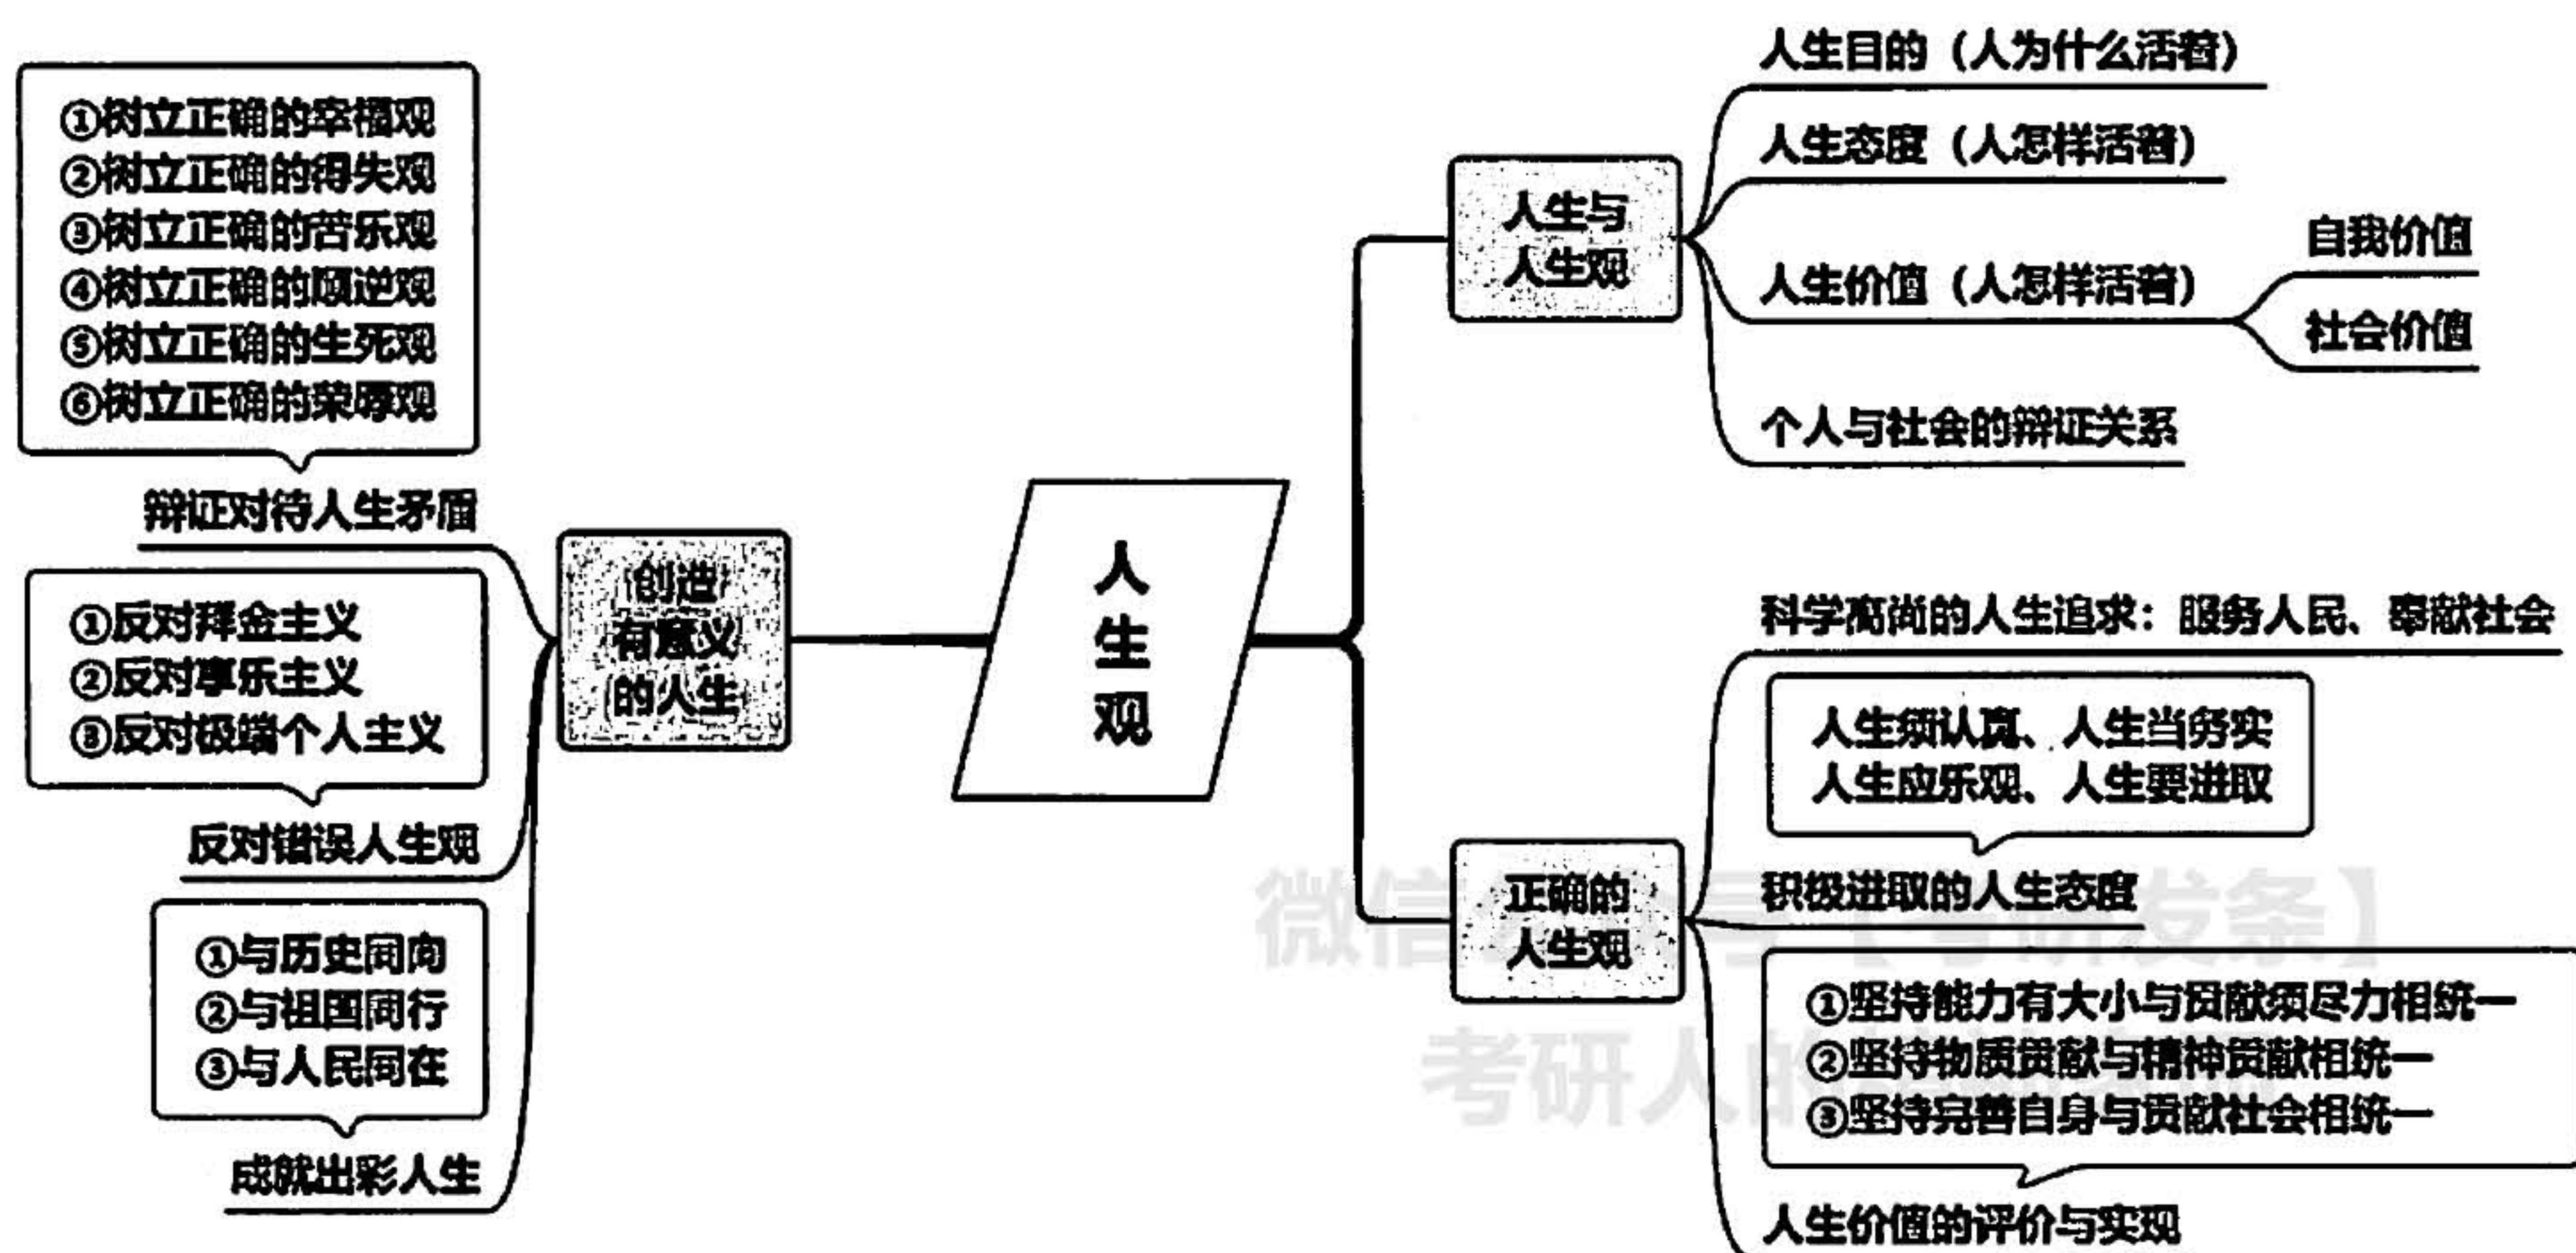 人生观
人生与
人生观
人生目的（人为什么活着）
人生态度（人怎样活着）
人生价值（人怎样活着）
自我价值
社会价值
个人与社会的辩证关系
正确的
人生观
科学高尚的人生追求：服务人民、奉献社会
人生须认真、人生当务实
人生应乐观、人生要进取
积极进取的人生态度
①坚持能力有大小与贡献须尽力相统一
②坚持物质贡献与精神贡献相统一
③坚持完善自身与贡献社会相统一
人生价值的评价与实现
创造
有意义
的人生
①树立正确的幸福观
②树立正确的得失观
③树立正确的苦乐观
④树立正确的顺逆观
⑤树立正确的生死观
⑥树立正确的荣辱观
辩证对待人生矛盾
①反对拜金主义
②反对享乐主义
③反对极端个人主义
反对错误人生观
①与历史同向
②与祖国同行
③与人民同在
成就出彩人生
微信 号【考研发条】
考研人的